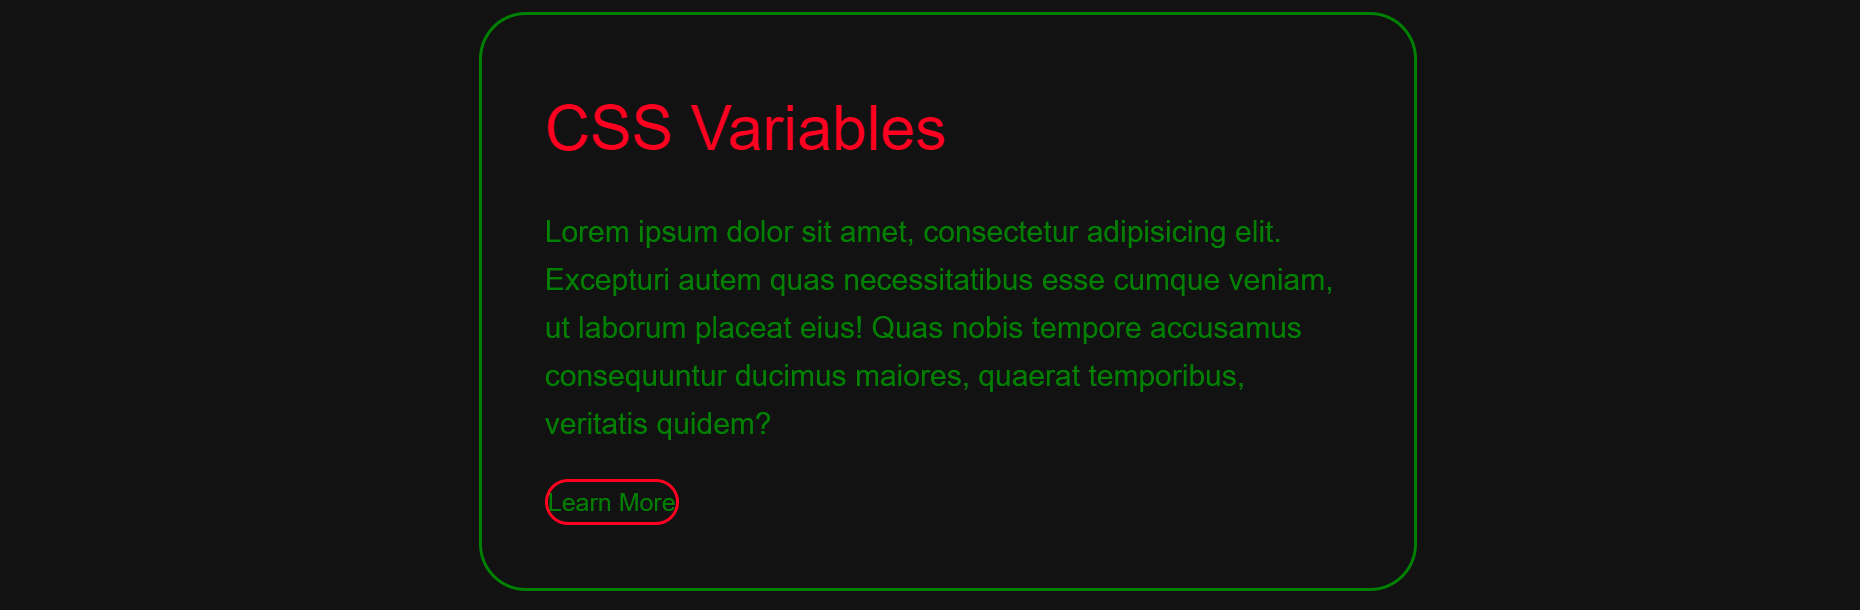 CSS Variables
Lorem ipsum dolor sit amet, consectetur adipisicing elit.
Excepturi autem quas necessitatibus esse cumque veniam,
ut laborum placeat eius! Quas nobis tempore accusamus
consequuntur ducimus maiores, quaerat temporibus,
veritatis quidem?
Learn More